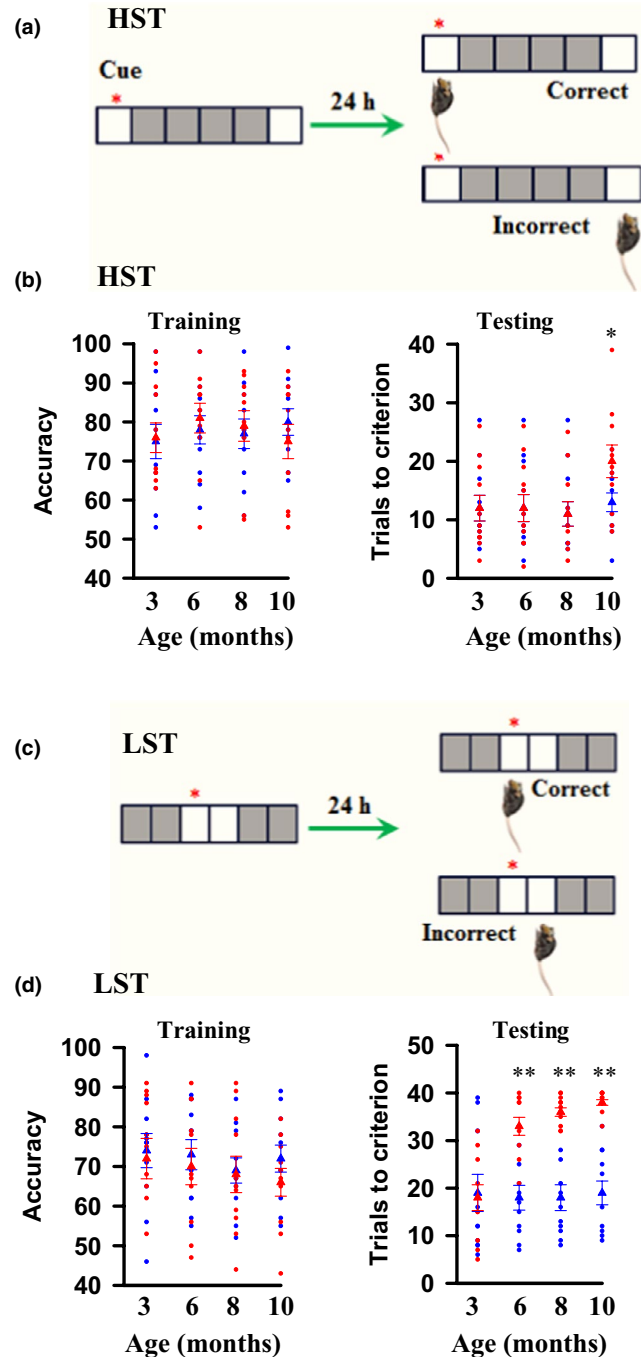 (a) HST
Cue
24 h
Correct
Incorrect
(b) HST
Training
Accuracy
100
90
80
70
60
50
40
3 6 8 10
Age (months)
Testing
*
Trials to criterion
40
30
20
10
0
3 6 8 10
Age (months)
(c) LST
24 h
Correct
Incorrect
(d) LST
Training
Accuracy
100
90
80
70
60
50
40
3 6 8 10
Age (months)
Testing
** ** **
Trials to criterion
50
40
30
20
10
0
3 6 8 10
Age (months)